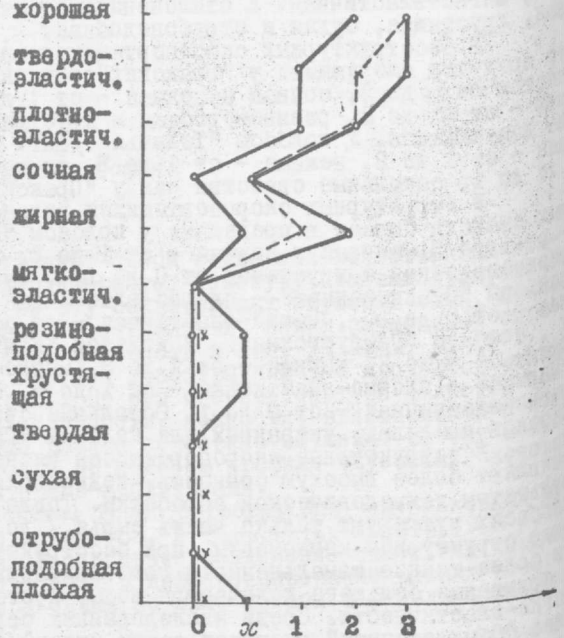 хорошая
твердо-
эластич.
плотно-
эластич.
сочная
жирная
мягко-
эластич.
резино-
подобная
хрустя-
щая
твердая
сухая
отрубо-
подобная
плохая
0 x 1 2 3